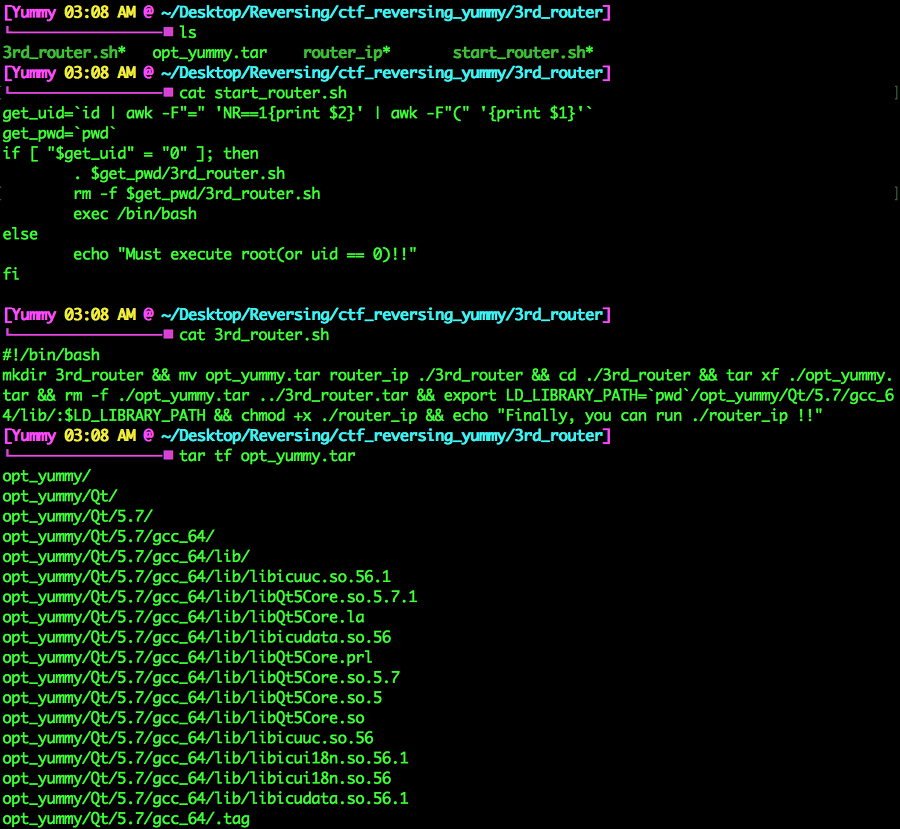 [Yummy 03:08 AM @ ~/Desktop/Reversing/ctf_reversing_yummy/3rd_router]
ls
3rd_router.sh* opt_yummy.tar router_ip* start_router.sh*
[Yummy 03:08 AM @ ~/Desktop/Reversing/ctf_reversing_yummy/3rd_router]
cat start_router.sh
get_uid=`id | awk -F"=" 'NR==1{print $2}' | awk -F"(" '{print $1}'`
get_pwd=`pwd`
if [ "$get_uid" = "0" ]; then
        . $get_pwd/3rd_router.sh
        rm -f $get_pwd/3rd_router.sh
        exec /bin/bash
else
        echo "Must execute root(or uid == 0)!!"
fi
[Yummy 03:08 AM @ ~/Desktop/Reversing/ctf_reversing_yummy/3rd_router]
cat 3rd_router.sh
#!/bin/bash
mkdir 3rd_router && mv opt_yummy.tar router_ip ./3rd_router && cd ./3rd_router && tar xf ./opt_yummy.
tar && rm -f ./opt_yummy.tar ../3rd_router.tar && export LD_LIBRARY_PATH=`pwd`/opt_yummy/Qt/5.7/gcc_6
4/lib/:$LD_LIBRARY_PATH && chmod +x ./router_ip && echo "Finally, you can run ./router_ip !!"
[Yummy 03:08 AM @ ~/Desktop/Reversing/ctf_reversing_yummy/3rd_router]
tar tf opt_yummy.tar
opt_yummy/
opt_yummy/Qt/
opt_yummy/Qt/5.7/
opt_yummy/Qt/5.7/gcc_64/
opt_yummy/Qt/5.7/gcc_64/lib/
opt_yummy/Qt/5.7/gcc_64/lib/libicuuc.so.56.1
opt_yummy/Qt/5.7/gcc_64/lib/libQt5Core.so.5.7.1
opt_yummy/Qt/5.7/gcc_64/lib/libQt5Core.la
opt_yummy/Qt/5.7/gcc_64/lib/libicudata.so.56
opt_yummy/Qt/5.7/gcc_64/lib/libQt5Core.prl
opt_yummy/Qt/5.7/gcc_64/lib/libQt5Core.so.5.7
opt_yummy/Qt/5.7/gcc_64/lib/libQt5Core.so.5
opt_yummy/Qt/5.7/gcc_64/lib/libQt5Core.so
opt_yummy/Qt/5.7/gcc_64/lib/libicuuc.so.56
opt_yummy/Qt/5.7/gcc_64/lib/libicui18n.so.56.1
opt_yummy/Qt/5.7/gcc_64/lib/libicui18n.so.56
opt_yummy/Qt/5.7/gcc_64/lib/libicudata.so.56.1
opt_yummy/Qt/5.7/gcc_64/.tag